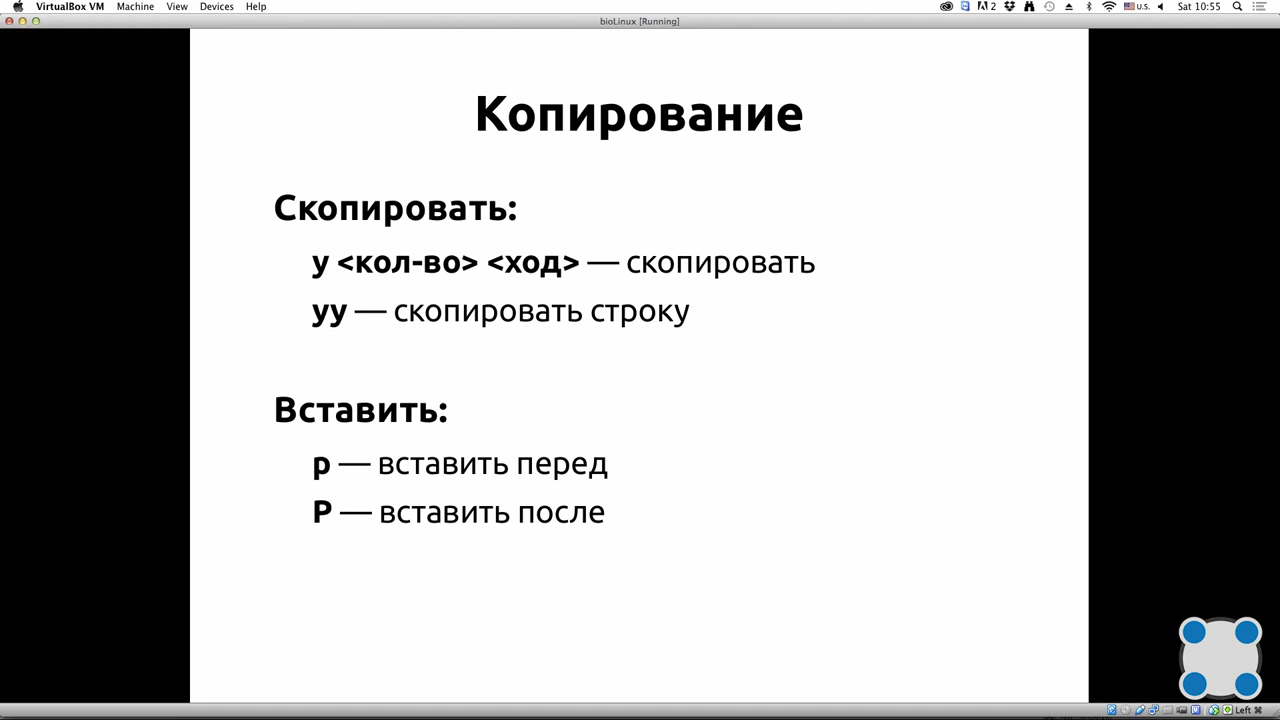 VirtualBox VM Machine View Devices Help 2 U.S. Sat 10:55
bioLinux [Running]
Копирование
Скопировать:
y <кол-во> <ход> — скопировать
yy — скопировать строку
Вставить:
p — вставить перед
P — вставить после
Left ⌘